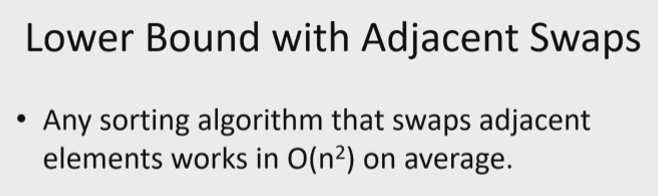 Lower Bound with Adjacent Swaps
• Any sorting algorithm that swaps adjacent
elements works in O(n²) on average.